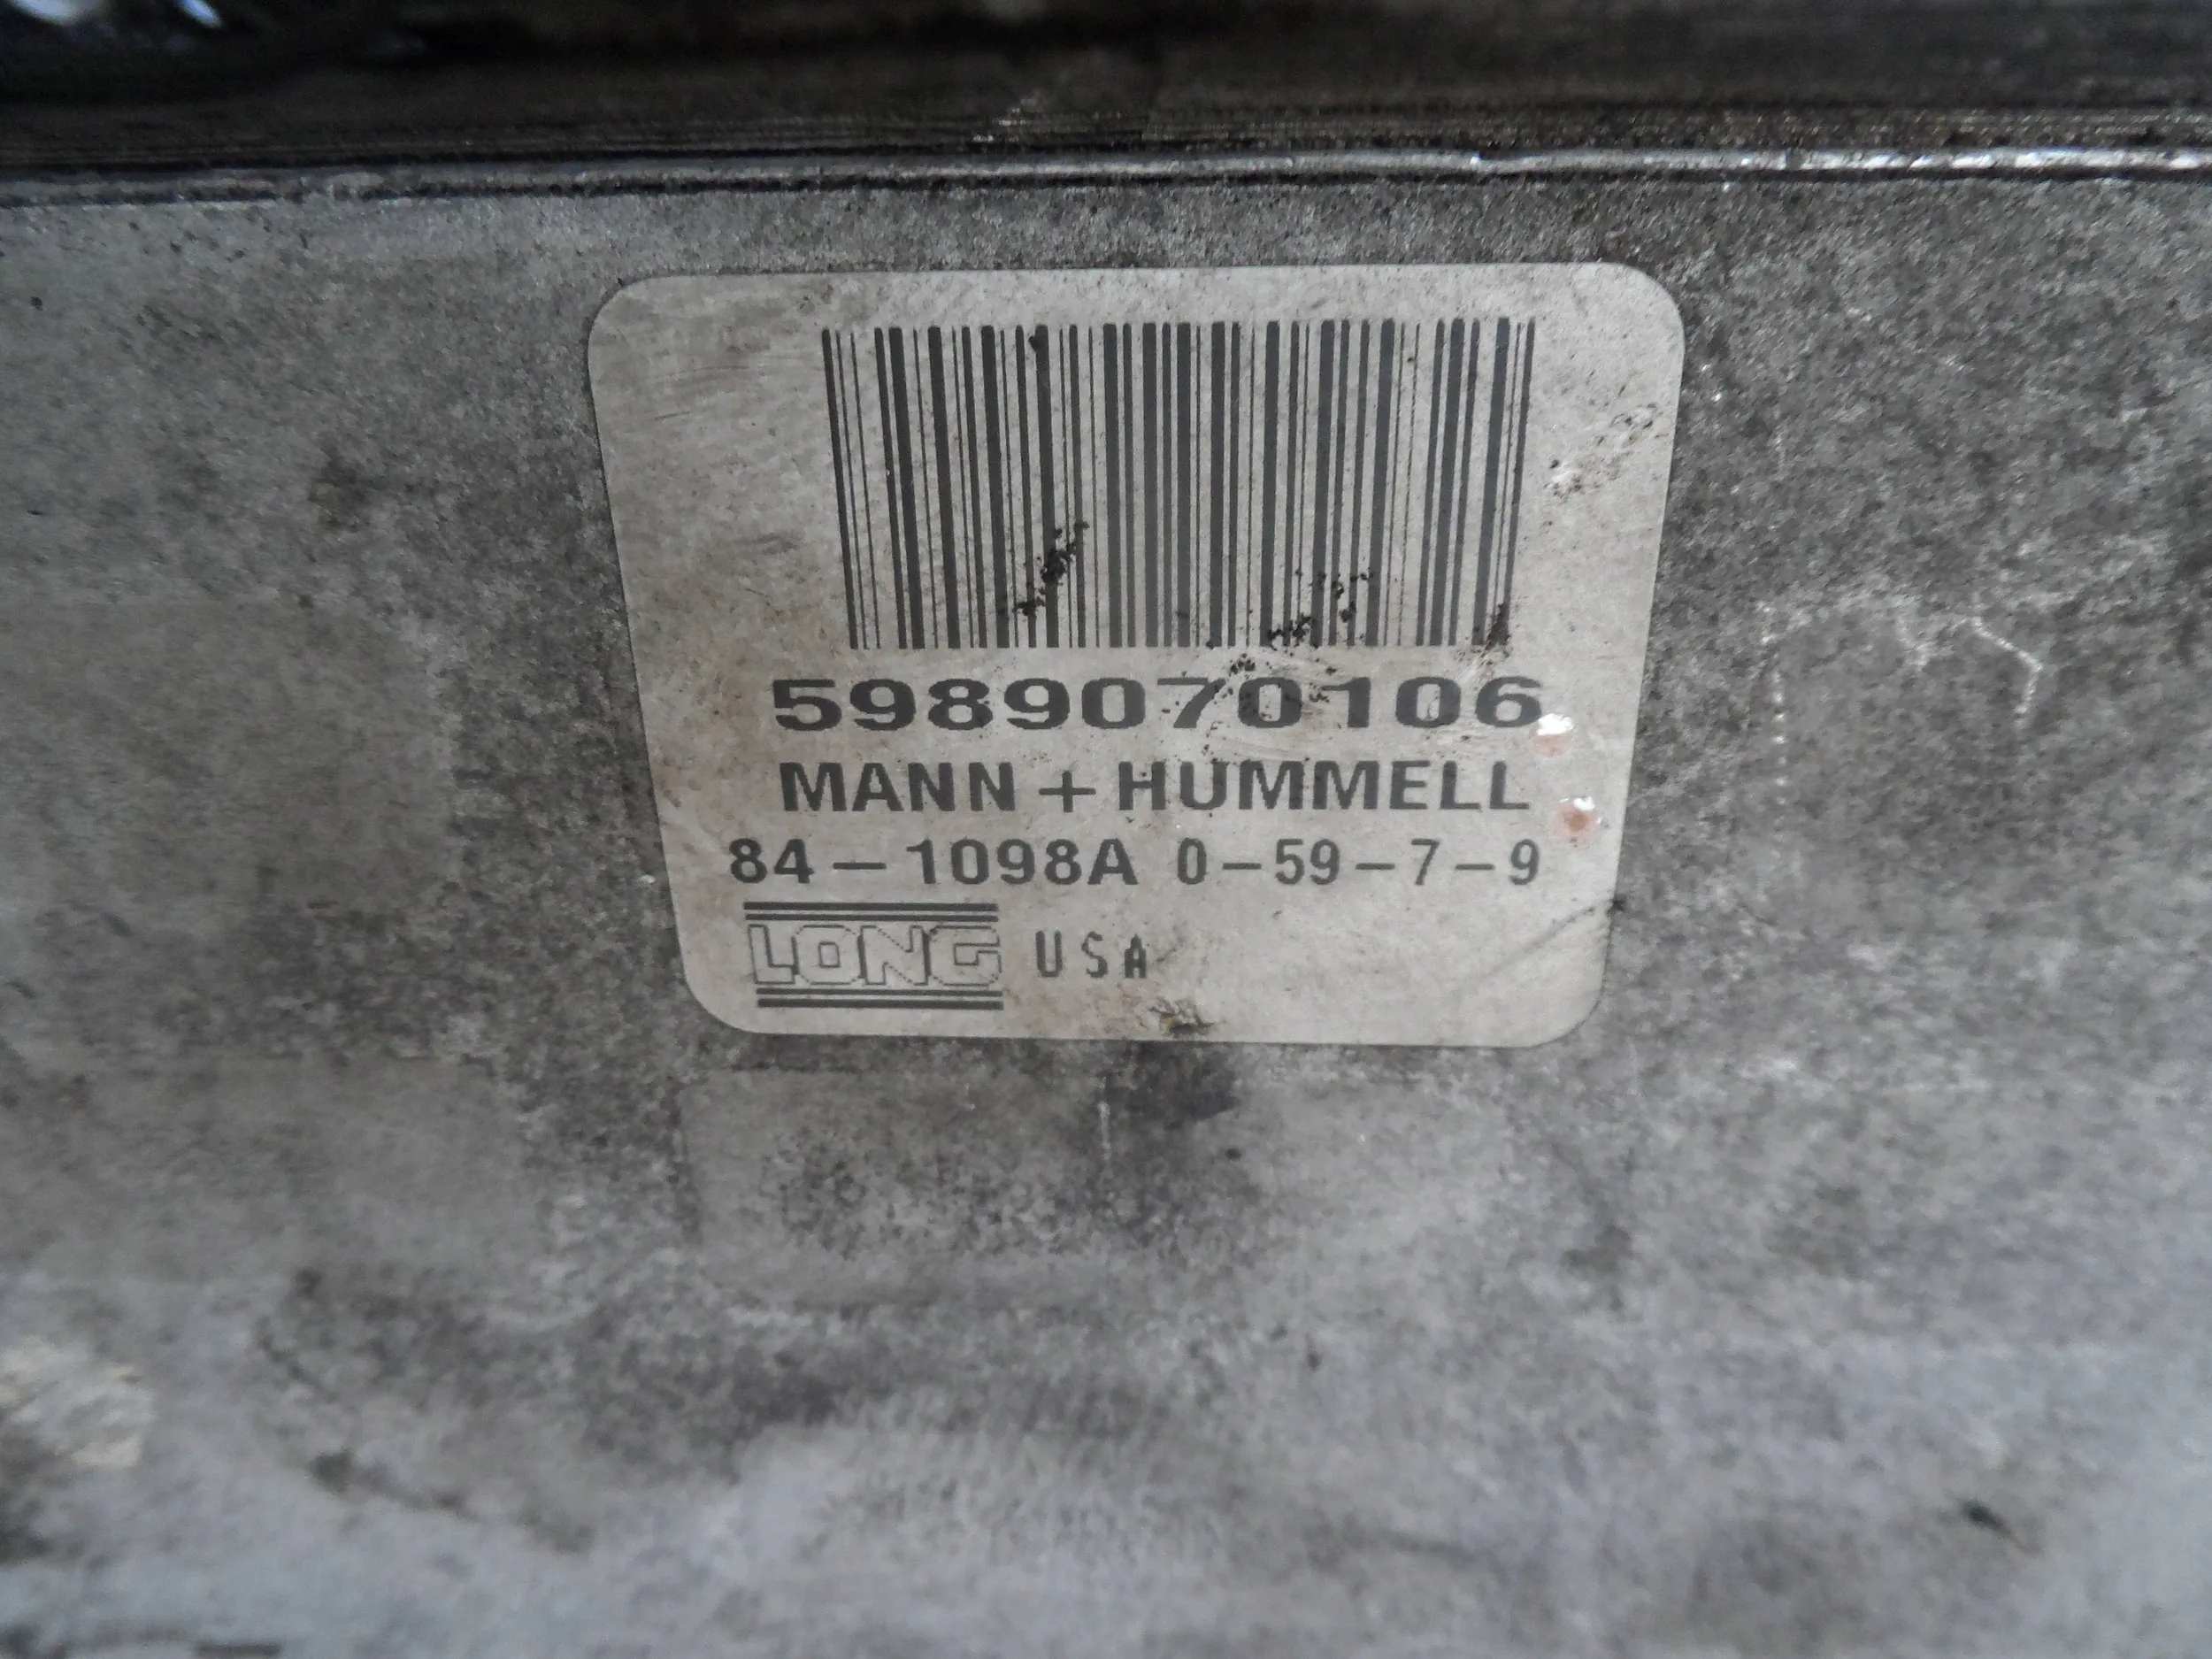 5989070106
MANN + HUMMELL
84-1098A 0-59-7-9
LONG USA